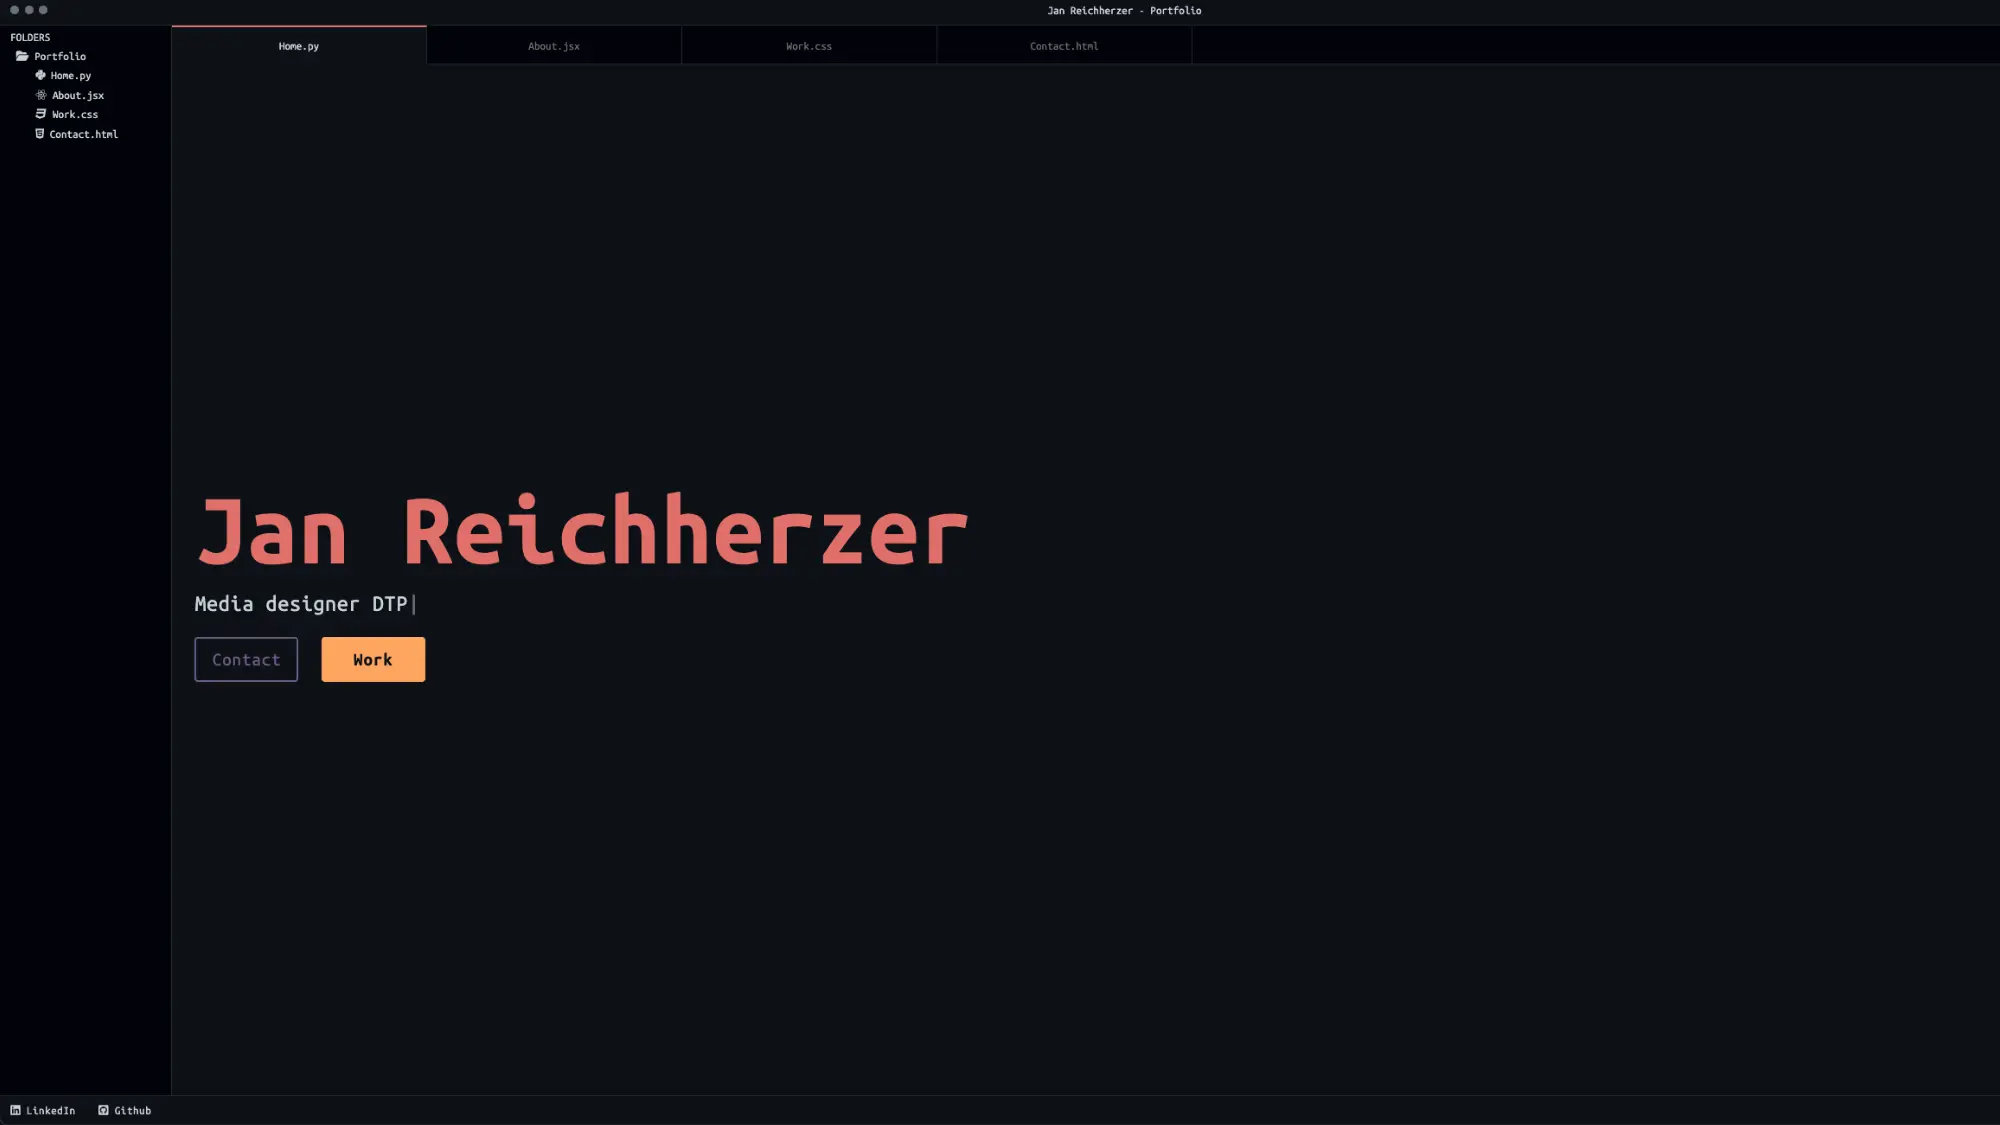 Jan Reichherzer - Portfolio
FOLDERS
Portfolio
Home.py
About.jsx
Work.css
Contact.html
Home.py
About.jsx
Work.css
Contact.html
Jan Reichherzer
Media designer DTP|
Contact
Work
LinkedIn
Github